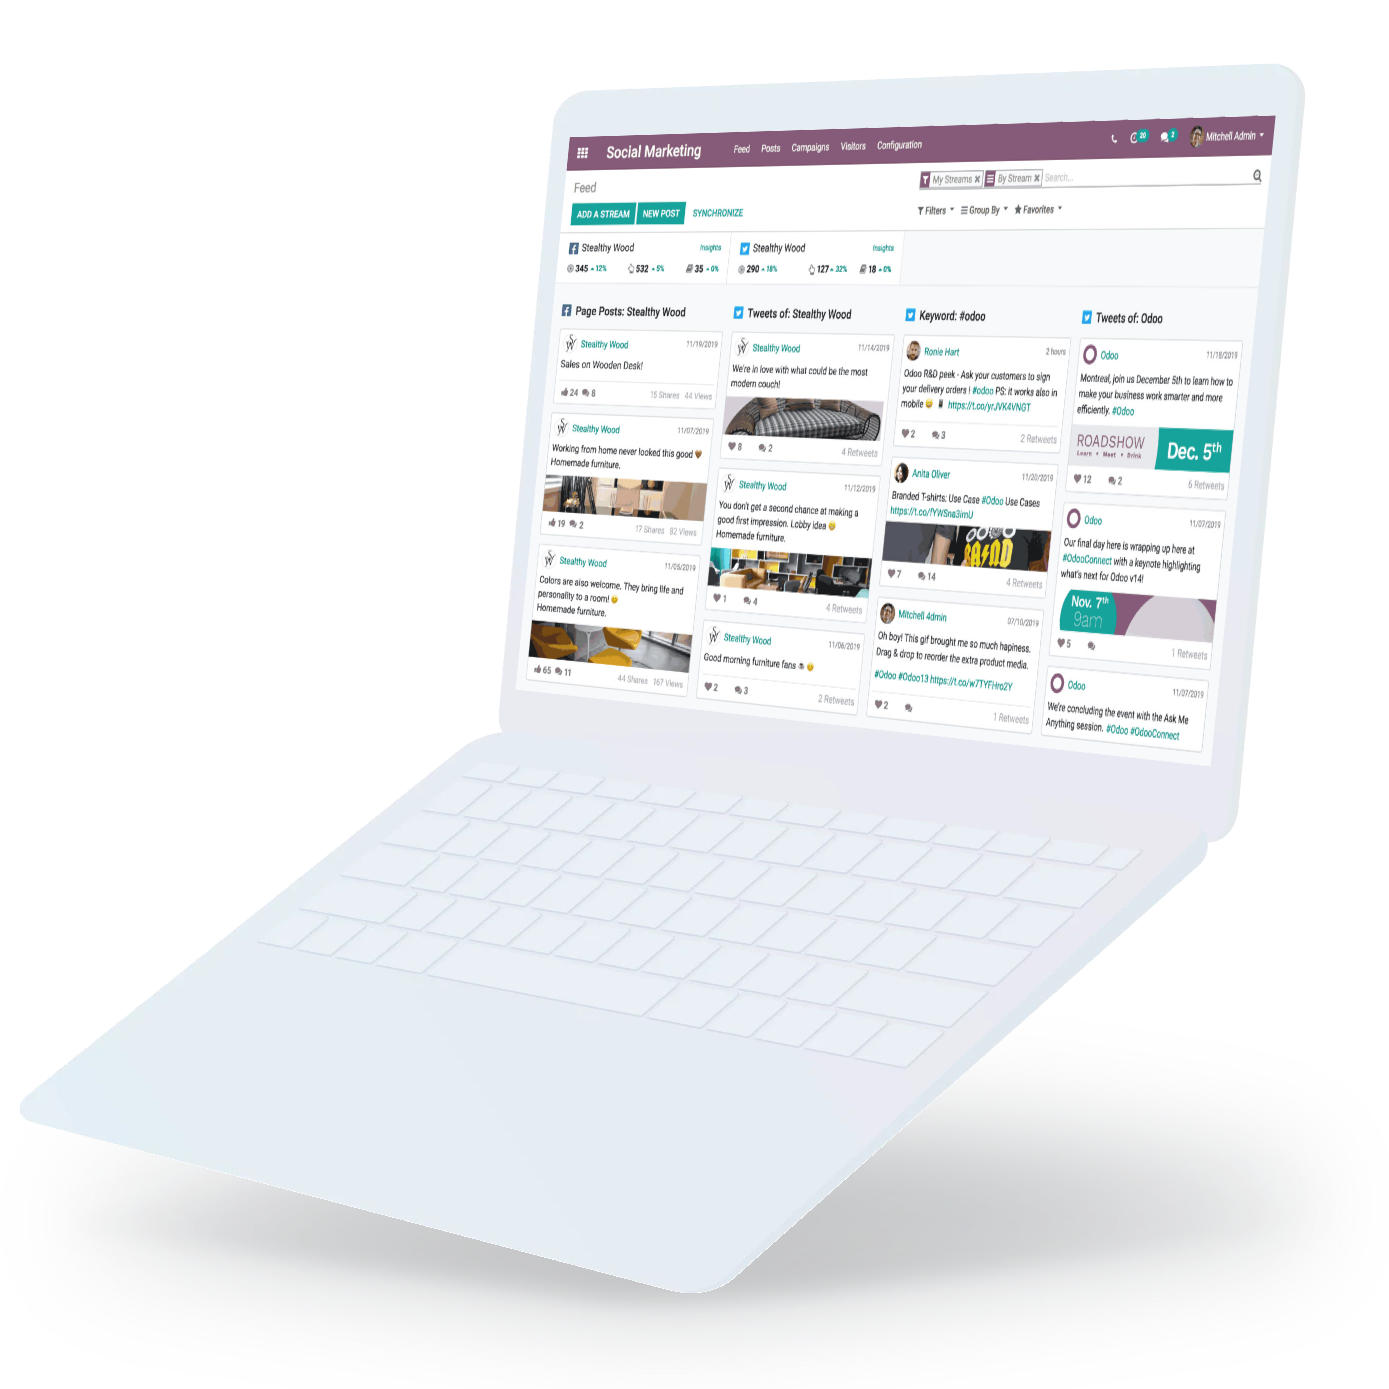 Social Marketing Feed Posts Campaigns Visitors Configuration 20 2 Mitchell Admin
Feed
My Streams By Stream Search...
ADD A STREAM NEW POST SYNCHRONIZE
Filters Group By Favorites
Stealthy Wood Insights
345 12% 532 5% 35 0%
Stealthy Wood Insights
290 18% 127 32% 18 0%
Page Posts: Stealthy Wood
Stealthy Wood 11/19/2019
Sales on Wooden Desk!
24 8 15 Shares 44 Views
Stealthy Wood 11/07/2019
Working from home never looked this good
Homemade furniture.
19 2 17 Shares 82 Views
Stealthy Wood 11/05/2019
Colors are also welcome. They bring life and
personality to a room!
Homemade furniture.
65 11 44 Shares 167 Views
Tweets of: Stealthy Wood
Stealthy Wood 11/14/2019
We're in love with what could be the most
modern couch!
8 2 4 Retweets
Stealthy Wood 11/12/2019
You don't get a second chance at making a
good first impression. Lobby idea
Homemade furniture.
1 4 4 Retweets
Stealthy Wood 11/06/2019
Good morning furniture fans
2 3 2 Retweets
Keyword: #odoo
Ronie Hart 2 hours
Odoo R&D peek - Ask your customers to sign
your delivery orders ! #odoo PS: it works also in
mobile https://t.co/yrJVK4VNGT
2 3 2 Retweets
Anita Oliver 11/20/2019
Branded T-shirts: Use Case #Odoo Use Cases
https://t.co/fYWSna3imU
7 14 4 Retweets
Mitchell Admin 07/10/2019
Oh boy! This gif brought me so much hapiness.
Drag & drop to reorder the extra product media.
#Odoo #Odoo13 https://t.co/w7TYFHro2Y
2 1 Retweets
Tweets of: Odoo
Odoo 11/18/2019
Montreal, join us December 5th to learn how to
make your business work smarter and more
efficiently. #Odoo
ROADSHOW
Learn • Meet • Drink
Dec. 5th
12 2 6 Retweets
Odoo 11/07/2019
Our final day here is wrapping up here at
#OdooConnect with a keynote highlighting
what's next for Odoo v14!
Nov. 7th
9am
5 1 Retweets
Odoo 11/07/2019
We're concluding the event with the Ask Me
Anything session. #Odoo #OdooConnect